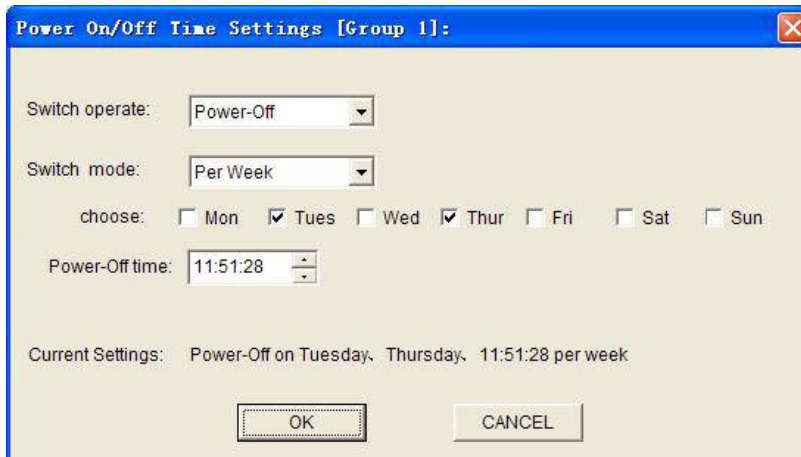 Power On/Off Time Settings [Group 1]:
Switch operate: Power-Off
Switch mode: Per Week
choose: Mon Tues Wed Thur Fri Sat Sun
Power-Off time: 11:51:28
Current Settings: Power-Off on Tuesday、Thursday、11:51:28 per week
OK CANCEL